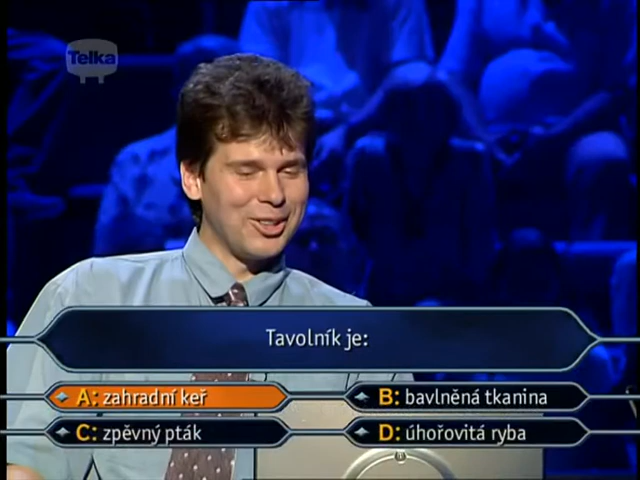 Telka
Tavolník je:
A: zahradní keř
B: bavlněná tkanina
C: zpěvný pták
D: úhořovitá ryba